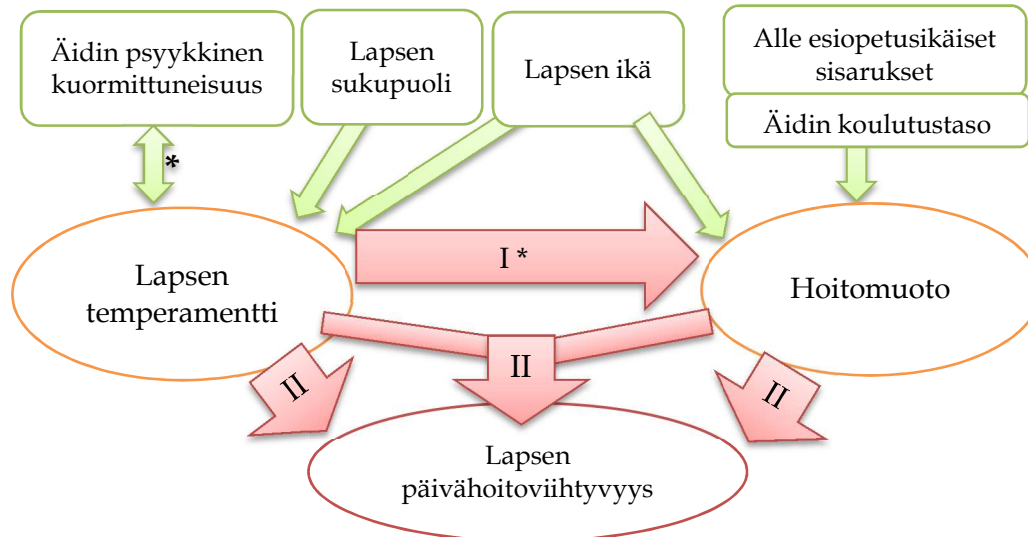 Äidin psyykkinen
kuormittuneisuus
Lapsen
sukupuoli
Lapsen ikä
Alle esiopetusikäiset
sisarukset
Äidin koulutustaso
*
I *
Lapsen
temperamentti
Hoitomuoto
II
II
II
Lapsen
päivähoitoviihtyvyys